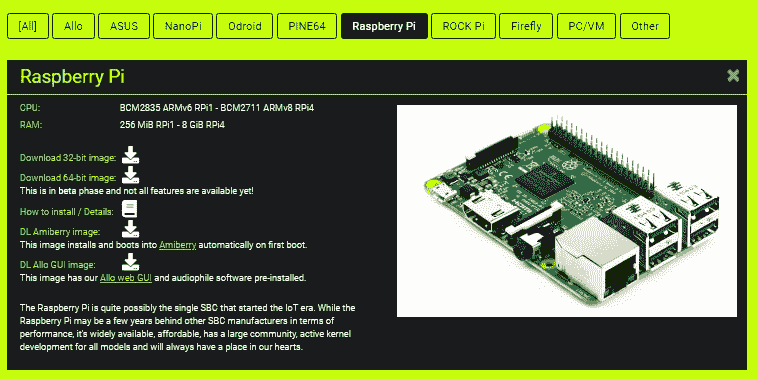 [All] Allo ASUS NanoPi Odroid PINE64 Raspberry Pi ROCK Pi Firefly PC/VM Other
Raspberry Pi
CPU: BCM2835 ARMv6 RPi1 - BCM2711 ARMv8 RPi4
RAM: 256 MiB RPi1 - 8 GiB RPi4
Download 32-bit image:
Download 64-bit image:
This is in beta phase and not all features are available yet!
How to install / Details:
DL Amiberry image:
This image installs and boots into Amiberry automatically on first boot.
DL Allo GUI image:
This image has our Allo web GUI and audiophile software pre-installed.
The Raspberry Pi is quite possibly the single SBC that started the IoT era. While the
Raspberry Pi may be a few years behind other SBC manufacturers in terms of
performance, it's widely available, affordable, has a large community, active kernel
development for all models and will always have a place in our hearts.